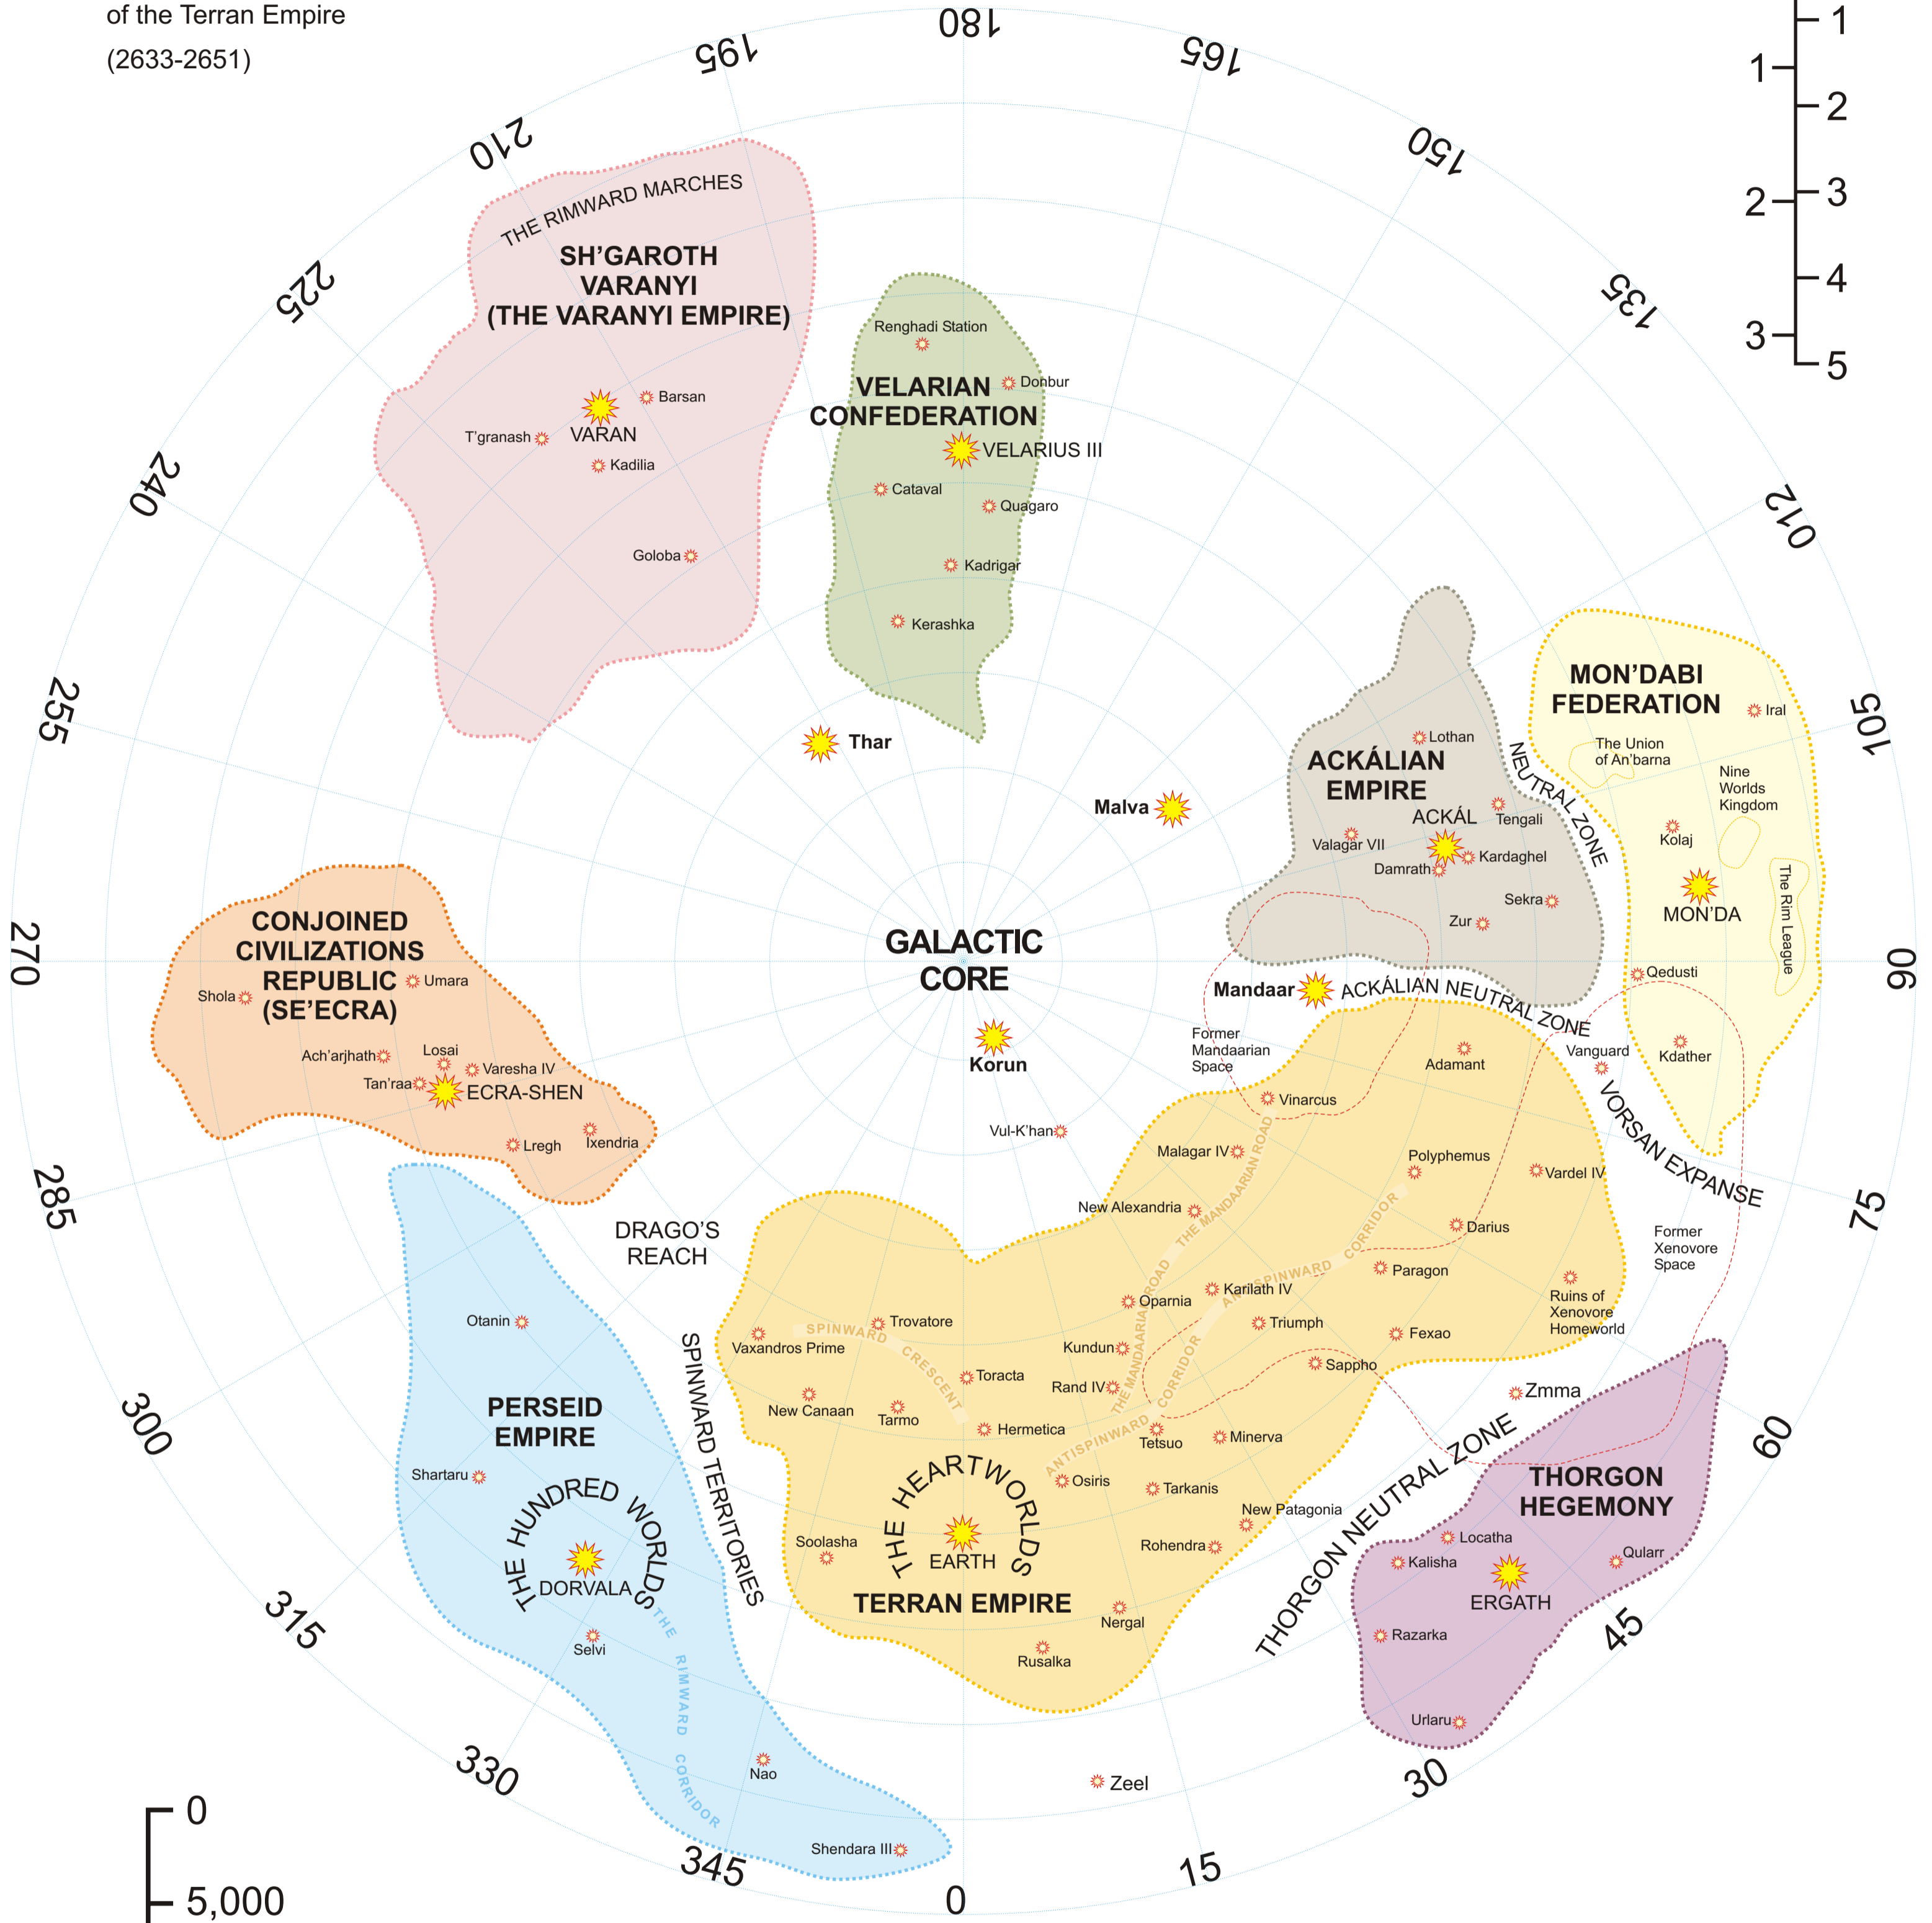 of the Terran Empire
(2633-2651)
180
195
165
210
150
225
135
240
012
255
105
270
90
285
75
300
60
315
45
330
30
345
15
0
1
1
2
2
3
3
4
5
THE RIMWARD MARCHES
SH'GAROTH
VARANYI
(THE VARANYI EMPIRE)
Barsan
T'granash
VARAN
Kadilia
Goloba
Renghadi Station
Donbur
VELARIAN
CONFEDERATION
VELARIUS III
Cataval
Quagaro
Kadrigar
Kerashka
Thar
Malva
Lothan
ACKÁLIAN
EMPIRE
ACKÁL
Tengali
Valagar VII
Kardaghel
Damrath
Sekra
Zur
NEUTRAL ZONE
MON'DABI
FEDERATION
Iral
The Union
of An'barna
Nine
Worlds
Kingdom
Kolaj
MON'DA
The Rim League
Qedusti
Kdather
GALACTIC
CORE
Korun
Vul-K'han
Mandaar
ACKÁLIAN NEUTRAL ZONE
Former
Mandaarian
Space
Vanguard
VORSAN EXPANSE
Former
Xenovore
Space
CONJOINED
CIVILIZATIONS
REPUBLIC
(SE'ECRA)
Umara
Shola
Ach'arjhath
Losai
Varesha IV
Tan'raa
ECRA-SHEN
Lregh
Ixendria
DRAGO'S
REACH
SPINWARD TERRITORIES
Otanin
PERSEID
EMPIRE
Shartaru
THE HUNDRED WORLDS
DORVALA
Selvi
THE RIMWARD CORRIDOR
Nao
Shendara III
Adamant
Vinarcus
Malagar IV
THE MANDAARIAN ROAD
Polyphemus
Vardel IV
New Alexandria
Darius
ANTISPINWARD CORRIDOR
Paragon
Karilath IV
Oparnia
THE MANDAARIAN ROAD
Ruins of
Xenovore
Homeworld
Triumph
Fexao
Trovatore
Vaxandros Prime
SPINWARD CRESCENT
Kundun
Sappho
Toracta
Rand IV
New Canaan
Tarmo
Hermetica
Tetsuo
Minerva
ANTISPINWARD CORRIDOR
Osiris
Tarkanis
New Patagonia
Rohendra
Soolasha
THE HEARTWORLDS
EARTH
TERRAN EMPIRE
Nergal
Rusalka
Zeel
Zmma
THORGON NEUTRAL ZONE
THORGON
HEGEMONY
Locatha
Kalisha
Qularr
ERGATH
Razarka
Urlaru
0
5,000